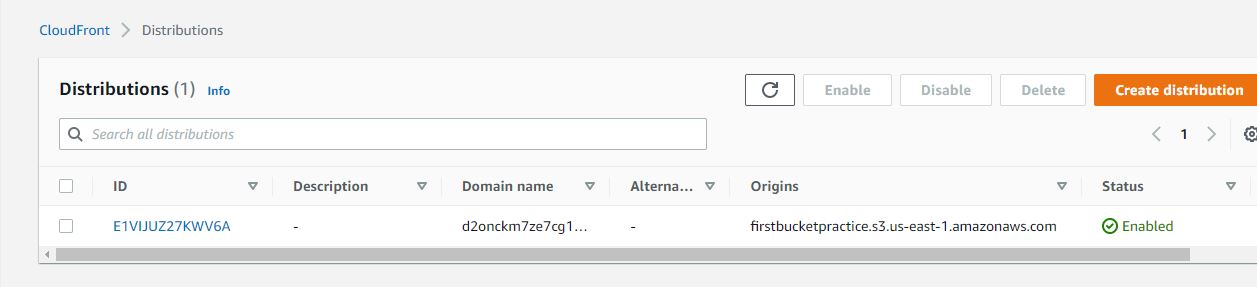 CloudFront > Distributions
Distributions (1) Info
Enable Disable Delete Create distribution
Search all distributions
1
ID Description Domain name Alterna... Origins Status
E1VIJUZ27KWV6A - d2onckm7ze7cg1... - firstbucketpractice.s3.us-east-1.amazonaws.com Enabled